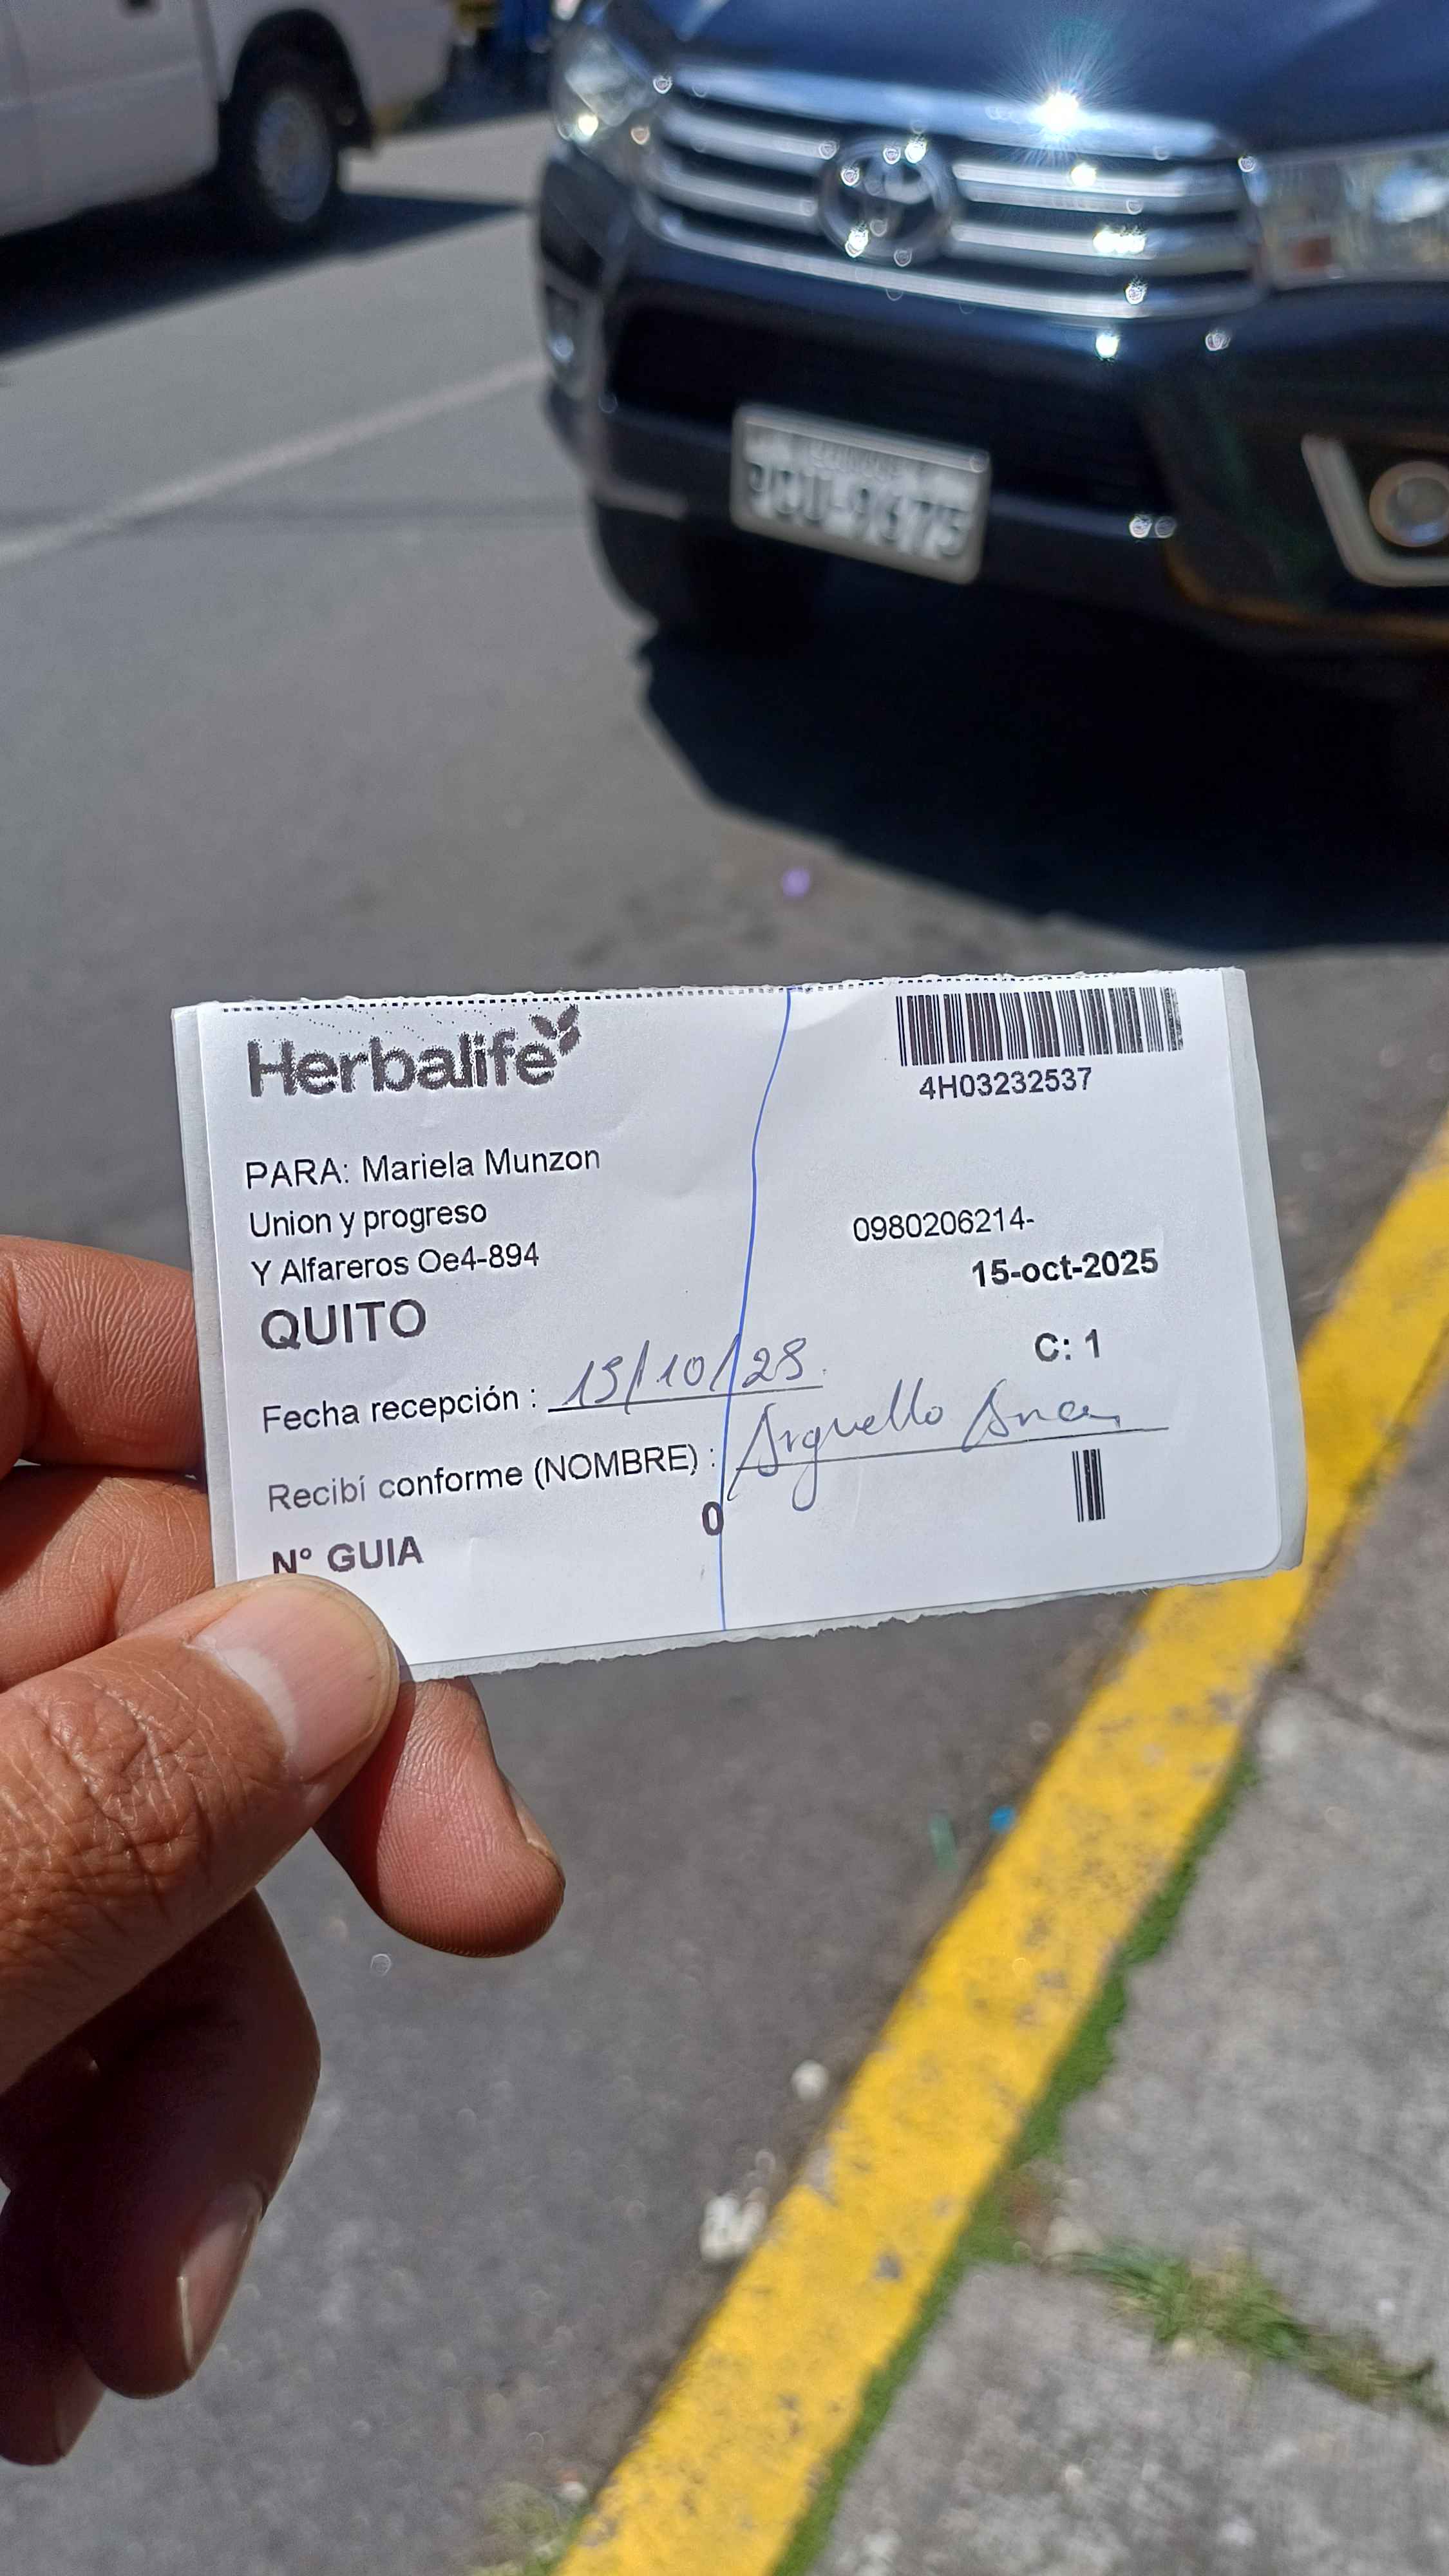 Herbalife
4H03232537
PARA: Mariela Munzon
Union y progreso
0980206214-
Y Alfareros Oe4-894
15-oct-2025
QUITO
C: 1
Fecha recepción : 15/10/25
Recibí conforme (NOMBRE) : Arguello
0
N° GUIA